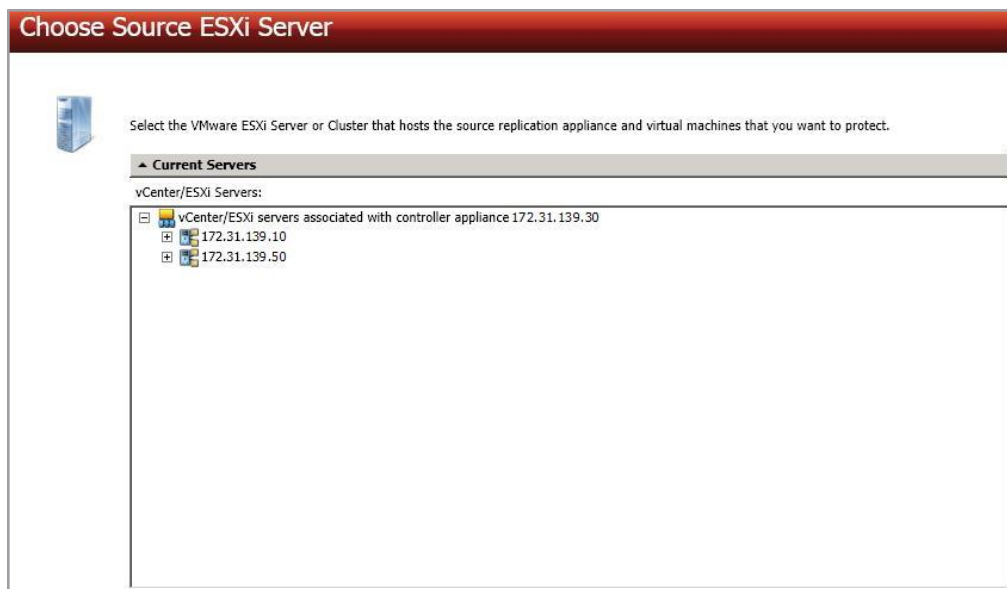 Choose Source ESXi Server
Select the VMware ESXi Server or Cluster that hosts the source replication appliance and virtual machines that you want to protect.
Current Servers
vCenter/ESXi Servers:
vCenter/ESXi servers associated with controller appliance 172.31.139.30
172.31.139.10
172.31.139.50